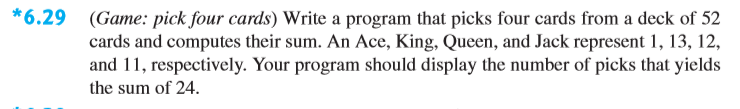 *6.29 (Game: pick four cards) Write a program that picks four cards from a deck of 52
cards and computes their sum. An Ace, King, Queen, and Jack represent 1, 13, 12,
and 11, respectively. Your program should display the number of picks that yields
the sum of 24.